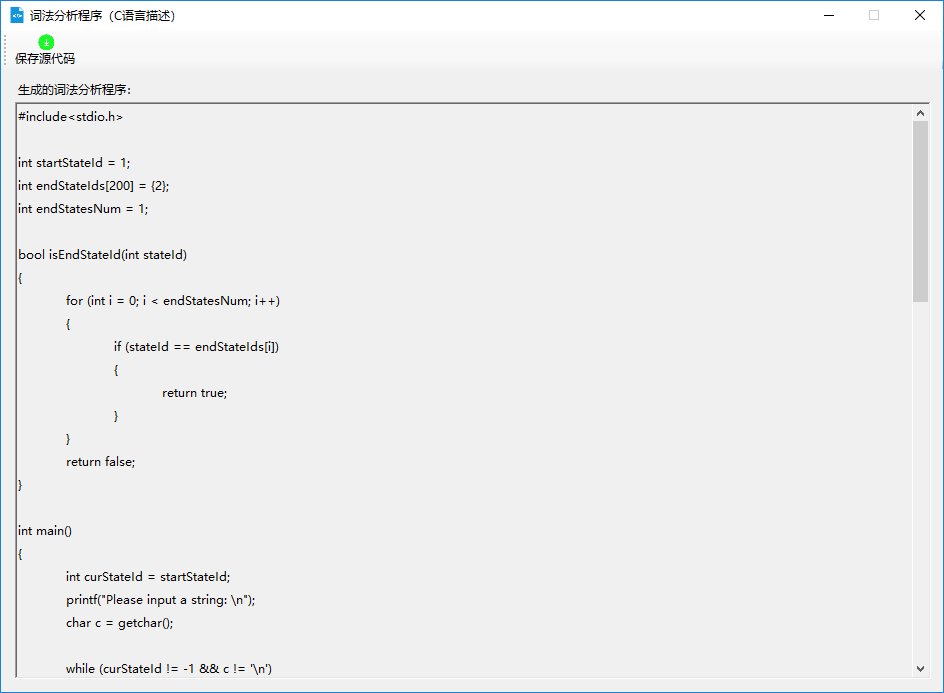 词法分析程序（C语言描述）
保存源代码
生成的词法分析程序：
#include<stdio.h>

int startStateId = 1;
int endStateIds[200] = {2};
int endStatesNum = 1;

bool isEndStateId(int stateId)
{
	for (int i = 0; i < endStatesNum; i++)
	{
		if (stateId == endStateIds[i])
		{
			return true;
		}
	}
	return false;
}

int main()
{
	int curStateId = startStateId;
	printf("Please input a string: \n");
	char c = getchar();

	while (curStateId != -1 && c != '\n')